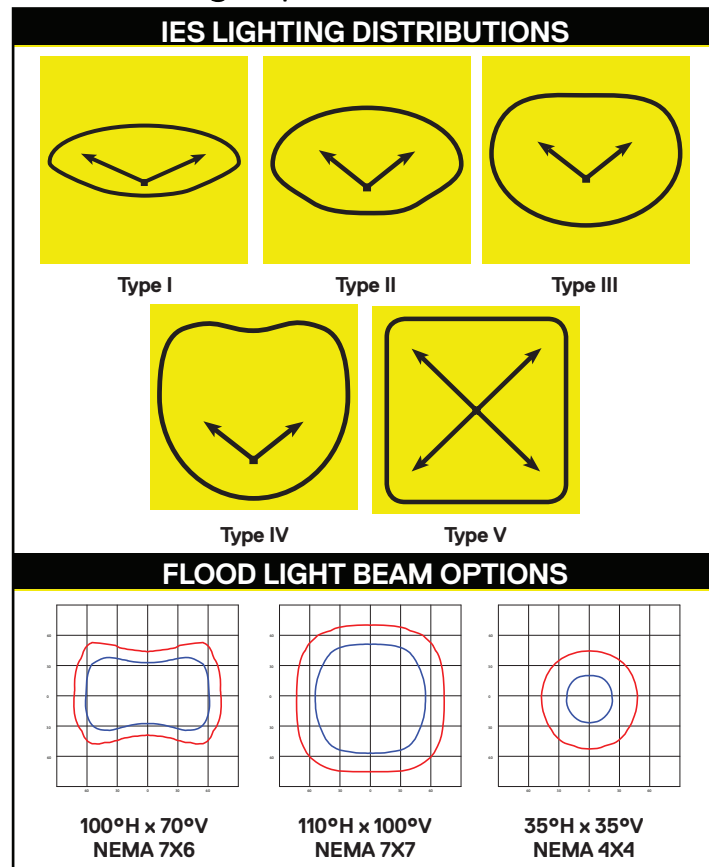 IES LIGHTING DISTRIBUTIONS
Type I
Type II
Type III
Type IV
Type V
FLOOD LIGHT BEAM OPTIONS
100°H x 70°V
NEMA 7X6
110°H x 100°V
NEMA 7X7
35°H x 35°V
NEMA 4X4